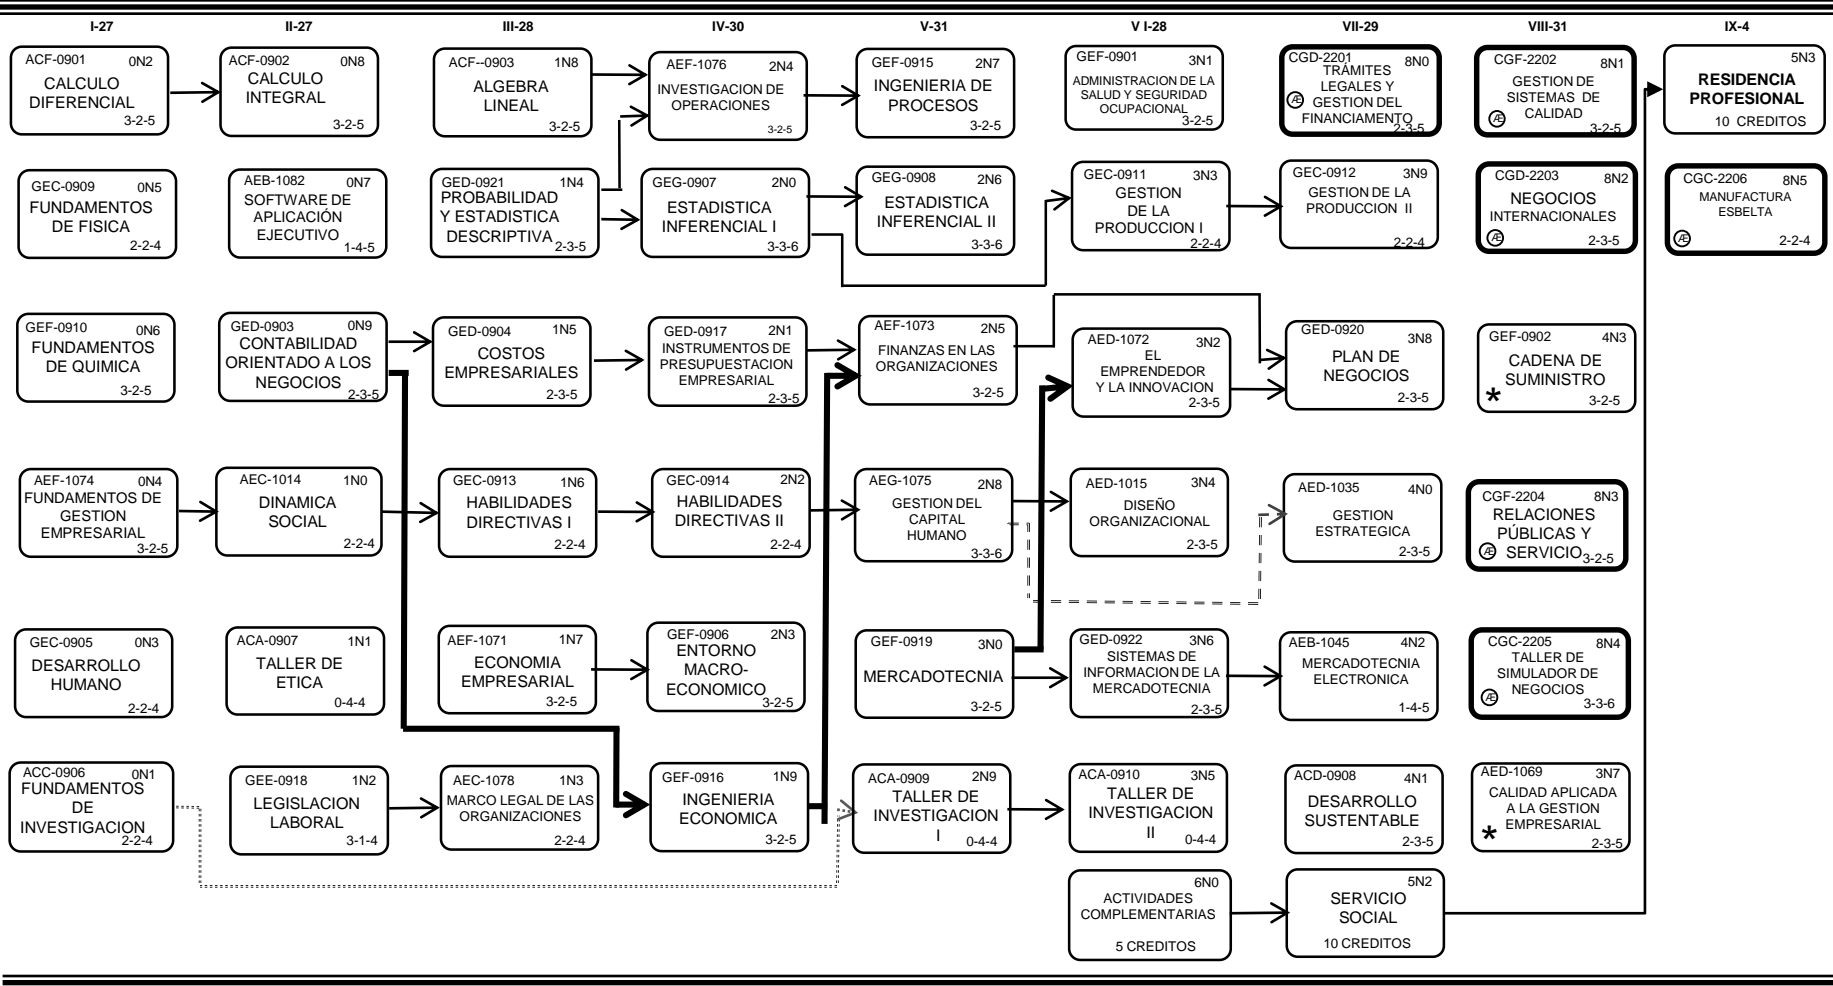 I-27
II-27
III-28
IV-30
V-31
V I-28
VII-29
VIII-31
IX-4
ACF-0901 0N2
CALCULO
DIFERENCIAL
3-2-5
ACF-0902 0N8
CALCULO
INTEGRAL
3-2-5
ACF--0903 1N8
ALGEBRA
LINEAL
3-2-5
AEF-1076 2N4
INVESTIGACION DE
OPERACIONES
3-2-5
GEF-0915 2N7
INGENIERIA DE
PROCESOS
3-2-5
GEF-0901 3N1
ADMINISTRACION DE LA
SALUD Y SEGURIDAD
OCUPACIONAL
3-2-5
CGD-2201 8N0
TRÁMITES
LEGALES Y
Æ GESTION DEL
FINANCIAMENTO
2-3-5
CGF-2202 8N1
GESTION DE
SISTEMAS DE
Æ CALIDAD
3-2-5
5N3
RESIDENCIA
PROFESIONAL
10 CREDITOS
GEC-0909 0N5
FUNDAMENTOS
DE FISICA
2-2-4
AEB-1082 0N7
SOFTWARE DE
APLICACIÓN
EJECUTIVO
1-4-5
GED-0921 1N4
PROBABILIDAD
Y ESTADISTICA
DESCRIPTIVA
2-3-5
GEG-0907 2N0
ESTADISTICA
INFERENCIAL I
3-3-6
GEG-0908 2N6
ESTADISTICA
INFERENCIAL II
3-3-6
GEC-0911 3N3
GESTION
DE LA
PRODUCCION I
2-2-4
GEC-0912 3N9
GESTION DE LA
PRODUCCION II
2-2-4
CGD-2203 8N2
NEGOCIOS
INTERNACIONALES
Æ 2-3-5
CGC-2206 8N5
MANUFACTURA
ESBELTA
Æ 2-2-4
GEF-0910 0N6
FUNDAMENTOS
DE QUIMICA
3-2-5
GED-0903 0N9
CONTABILIDAD
ORIENTADO A LOS
NEGOCIOS
2-3-5
GED-0904 1N5
COSTOS
EMPRESARIALES
2-3-5
GED-0917 2N1
INSTRUMENTOS DE
PRESUPUESTACION
EMPRESARIAL
2-3-5
AEF-1073 2N5
FINANZAS EN LAS
ORGANIZACIONES
3-2-5
AED-1072 3N2
EL
EMPRENDEDOR
Y LA INNOVACION
2-3-5
GED-0920 3N8
PLAN DE
NEGOCIOS
2-3-5
GEF-0902 4N3
CADENA DE
SUMINISTRO
* 3-2-5
AEF-1074 0N4
FUNDAMENTOS DE
GESTION
EMPRESARIAL
3-2-5
AEC-1014 1N0
DINAMICA
SOCIAL
2-2-4
GEC-0913 1N6
HABILIDADES
DIRECTIVAS I
2-2-4
GEC-0914 2N2
HABILIDADES
DIRECTIVAS II
2-2-4
AEG-1075 2N8
GESTION DEL
CAPITAL
HUMANO
3-3-6
AED-1015 3N4
DISEÑO
ORGANIZACIONAL
2-3-5
AED-1035 4N0
GESTION
ESTRATEGICA
2-3-5
CGF-2204 8N3
RELACIONES
PÚBLICAS Y
Æ SERVICIO
3-2-5
GEC-0905 0N3
DESARROLLO
HUMANO
2-2-4
ACA-0907 1N1
TALLER DE
ETICA
0-4-4
AEF-1071 1N7
ECONOMIA
EMPRESARIAL
3-2-5
GEF-0906 2N3
ENTORNO
MACRO-
ECONOMICO
3-2-5
GEF-0919 3N0
MERCADOTECNIA
3-2-5
GED-0922 3N6
SISTEMAS DE
INFORMACION DE LA
MERCADOTECNIA
2-3-5
AEB-1045 4N2
MERCADOTECNIA
ELECTRONICA
1-4-5
CGC-2205 8N4
TALLER DE
SIMULADOR DE
Æ NEGOCIOS
3-3-6
ACC-0906 0N1
FUNDAMENTOS
DE
INVESTIGACION
2-2-4
GEE-0918 1N2
LEGISLACION
LABORAL
3-1-4
AEC-1078 1N3
MARCO LEGAL DE LAS
ORGANIZACIONES
2-2-4
GEF-0916 1N9
INGENIERIA
ECONOMICA
3-2-5
ACA-0909 2N9
TALLER DE
INVESTIGACION
I 0-4-4
ACA-0910 3N5
TALLER DE
INVESTIGACION
II 0-4-4
ACD-0908 4N1
DESARROLLO
SUSTENTABLE
2-3-5
AED-1069 3N7
CALIDAD APLICADA
A LA GESTION
* EMPRESARIAL
2-3-5
6N0
ACTIVIDADES
COMPLEMENTARIAS
5 CREDITOS
5N2
SERVICIO
SOCIAL
10 CREDITOS